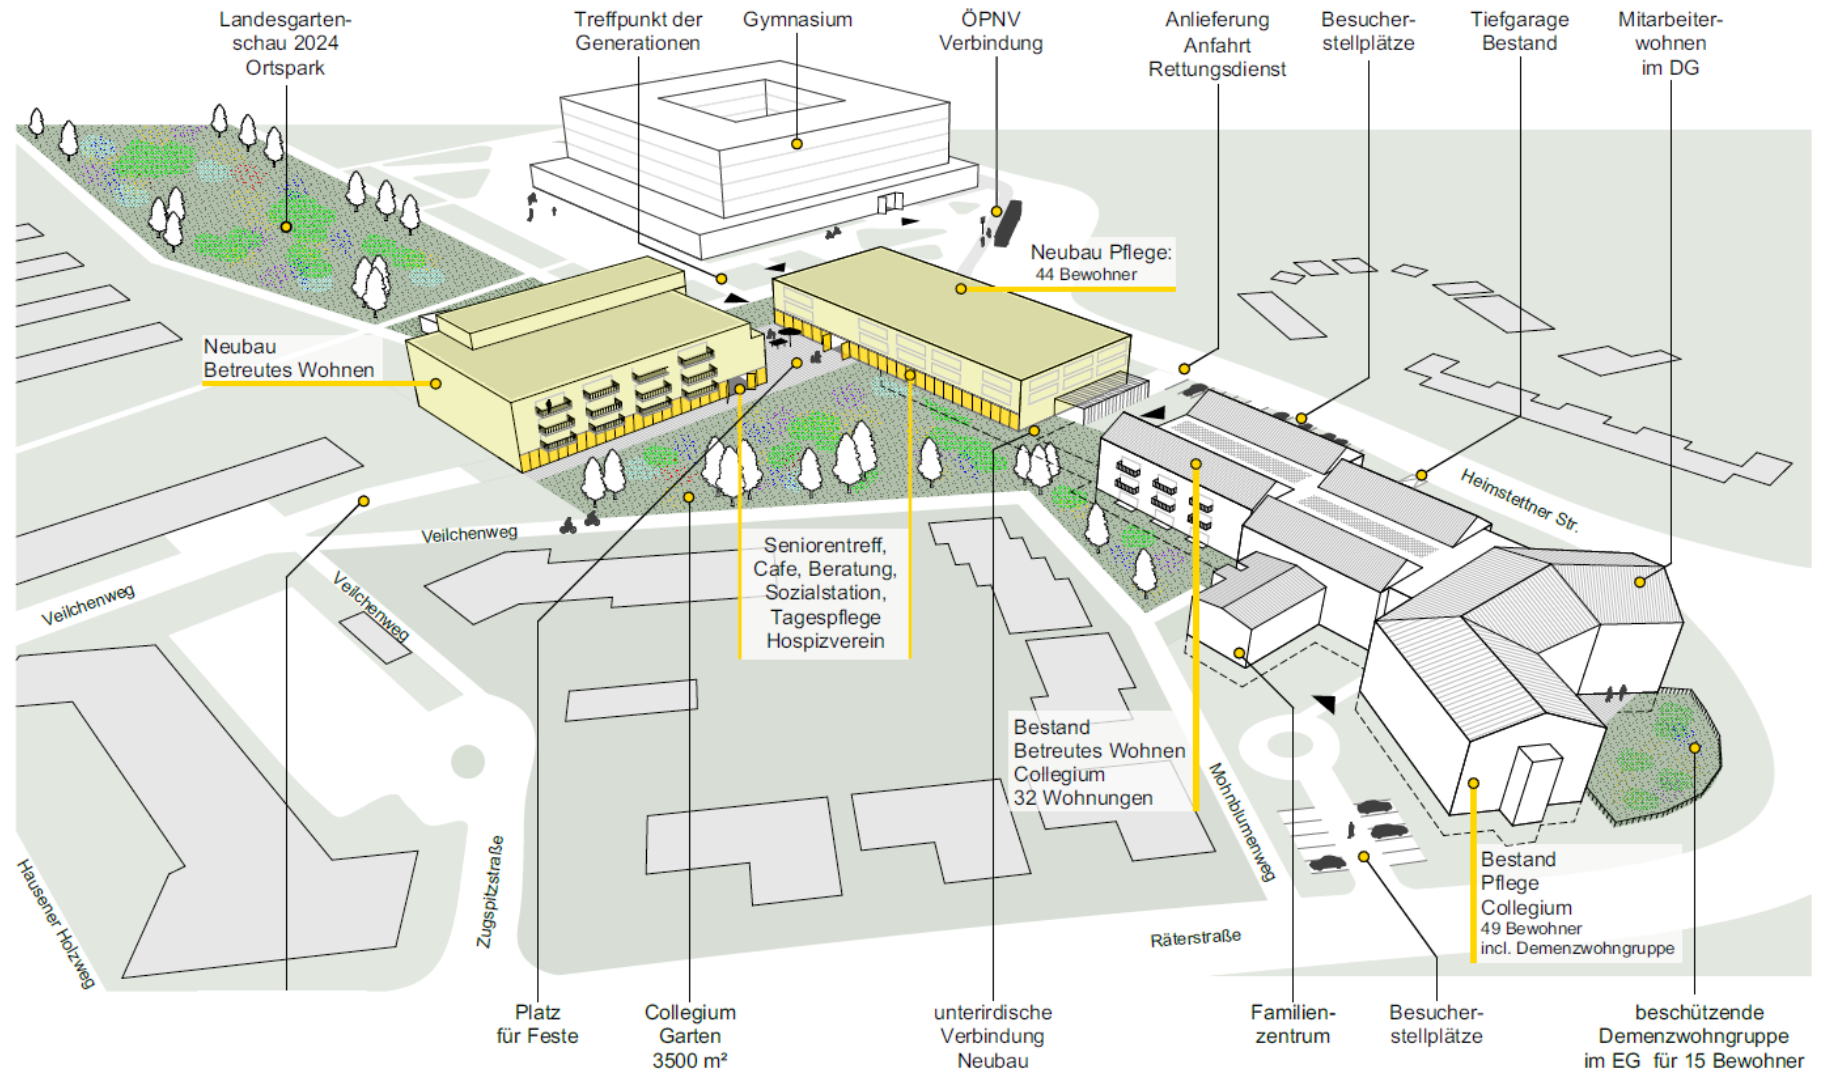 Landesgarten-
schau 2024
Ortspark
Treffpunkt der
Generationen
Gymnasium
ÖPNV
Verbindung
Anlieferung
Anfahrt
Rettungsdienst
Besucher-
stellplätze
Tiefgarage
Bestand
Mitarbeiter-
wohnen
im DG
Neubau Pflege:
44 Bewohner
Neubau
Betreutes Wohnen
Heimstettner Str.
Veilchenweg
Veilchenweg
Veilchenweg
Seniorentreff,
Cafe, Beratung,
Sozialstation,
Tagespflege
Hospizverein
Bestand
Betreutes Wohnen
Collegium
32 Wohnungen
Mohnblumenweg
Zugspitzstraße
Hausener Holzweg
Räterstraße
Bestand
Pflege
Collegium
49 Bewohner
incl. Demenzwohngruppe
Platz
für Feste
Collegium
Garten
3500 m²
unterirdische
Verbindung
Neubau
Familien-
zentrum
Besucher-
stellplätze
beschützende
Demenzwohngruppe
im EG für 15 Bewohner